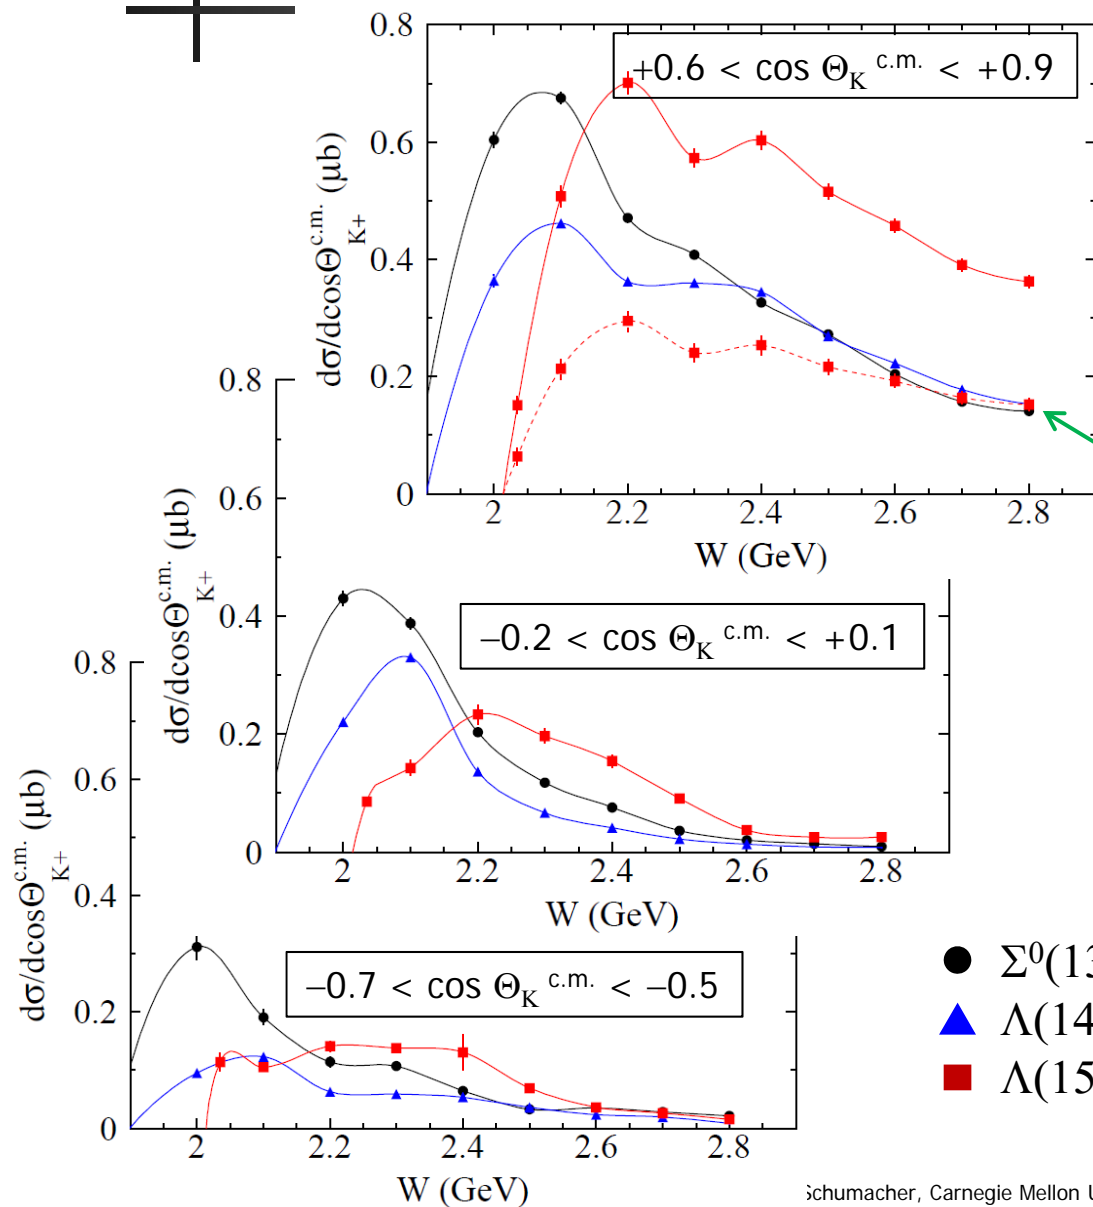 +0.6 < cos Θ_K ^c.m. < +0.9
dσ/dcosΘ^c.m._K+ (μb)
0.8
0.6
0.4
0.2
0
2 2.2 2.4 2.6 2.8
W (GeV)
−0.2 < cos Θ_K ^c.m. < +0.1
dσ/dcosΘ^c.m._K+ (μb)
0.8
0.6
0.4
0.2
0
2 2.2 2.4 2.6 2.8
W (GeV)
−0.7 < cos Θ_K ^c.m. < −0.5
dσ/dcosΘ^c.m._K+ (μb)
0.8
0.6
0.4
0.2
0
2 2.2 2.4 2.6 2.8
W (GeV)
Σ⁰(13
Λ(14
Λ(15
Schumacher, Carnegie Mellon U